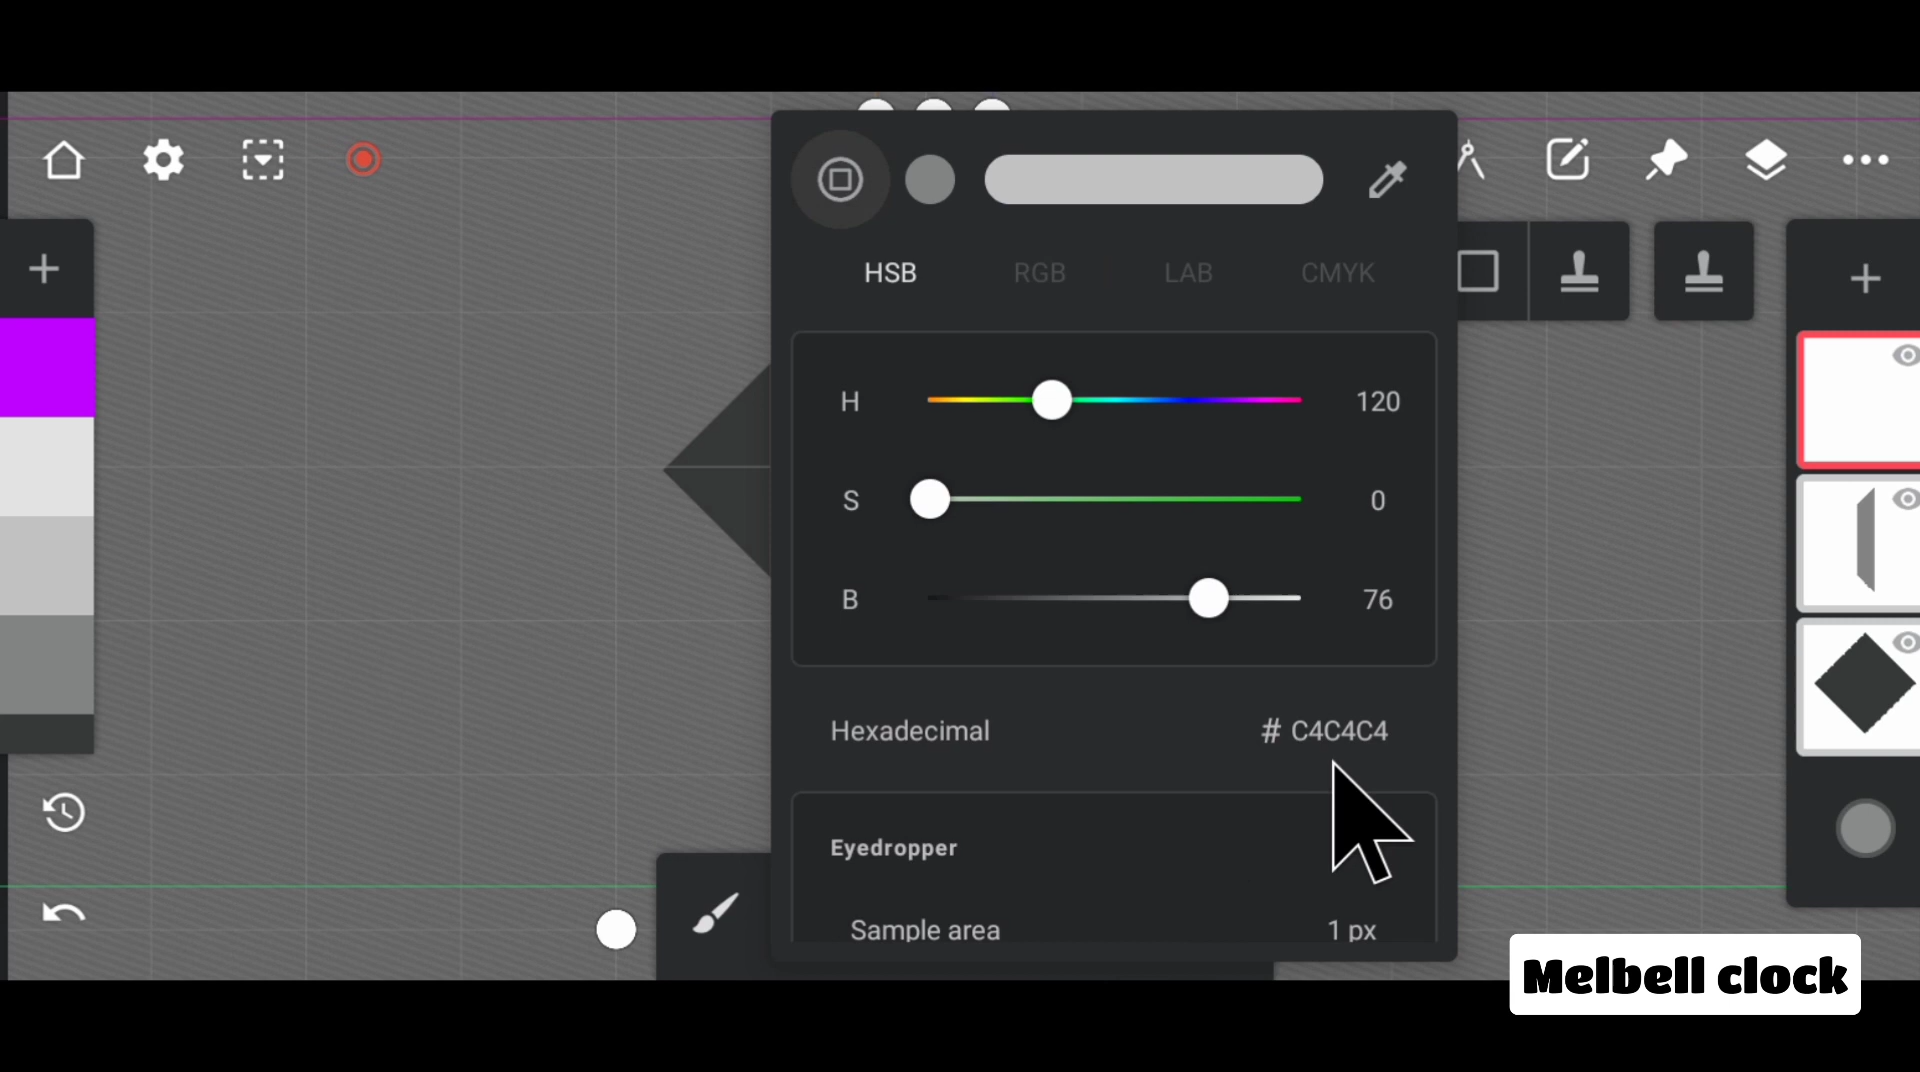 HSB RGB LAB CMYK
H 120
S 0
B 76
Hexadecimal # C4C4C4
Eyedropper
Sample area 1 px
Melbell clock